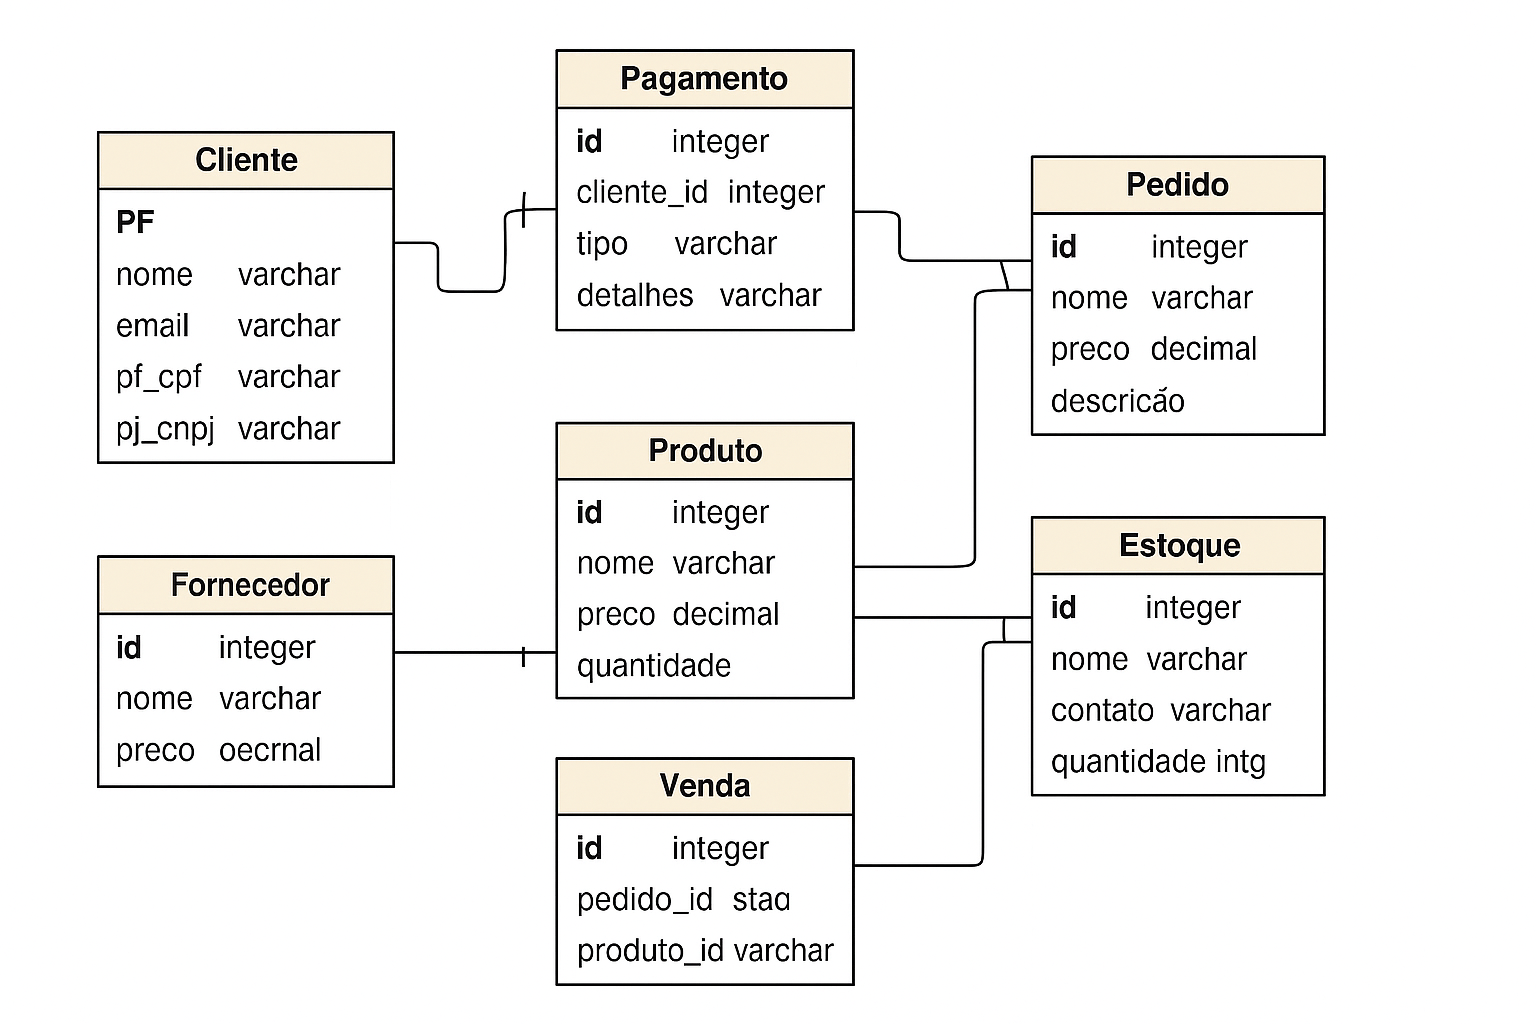 Cliente
PF
nome varchar
email varchar
pf_cpf varchar
pj_cnpj varchar
Pagamento
id integer
cliente_id integer
tipo varchar
detalhes varchar
Pedido
id integer
nome varchar
preco decimal
descricáo
Fornecedor
id integer
nome varchar
preco oecrnal
Produto
id integer
nome varchar
preco decimal
quantidade
Estoque
id integer
nome varchar
contato varchar
quantidade intg
Venda
id integer
pedido_id staɑ
produto_id varchar